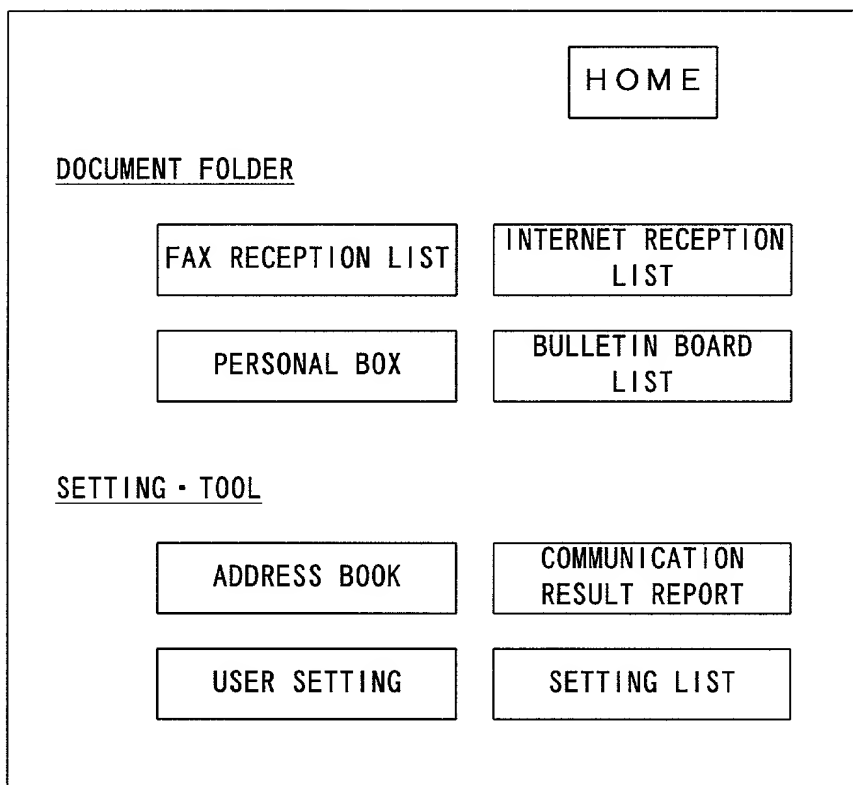 HOME
DOCUMENT FOLDER
FAX RECEPTION LIST
INTERNET RECEPTION
LIST
PERSONAL BOX
BULLETIN BOARD
LIST
SETTING・TOOL
ADDRESS BOOK
COMMUNICATION
RESULT REPORT
USER SETTING
SETTING LIST